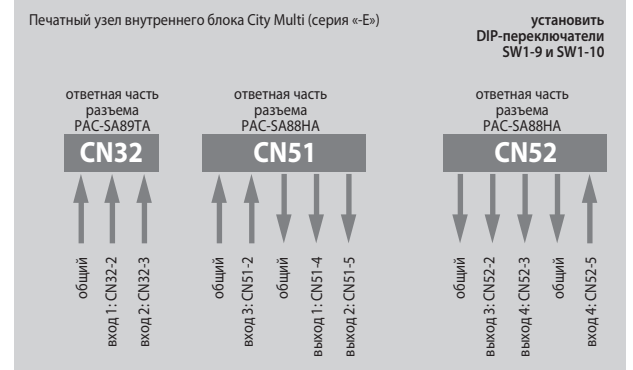 Печатный узел внутреннего блока City Multi (серия «-E»)
установить
DIP-переключатели
SW1-9 и SW1-10
ответная часть
разъема
PAC-SA89TA
CN32
общий
вход 1: CN32-2
вход 2: CN32-3
ответная часть
разъема
PAC-SA88HA
CN51
общий
вход 3: CN51-2
общий
выход 1: CN51-4
выход 2: CN51-5
ответная часть
разъема
PAC-SA88HA
CN52
общий
выход 3: CN52-2
выход 4: CN52-3
общий
вход 4: CN52-5